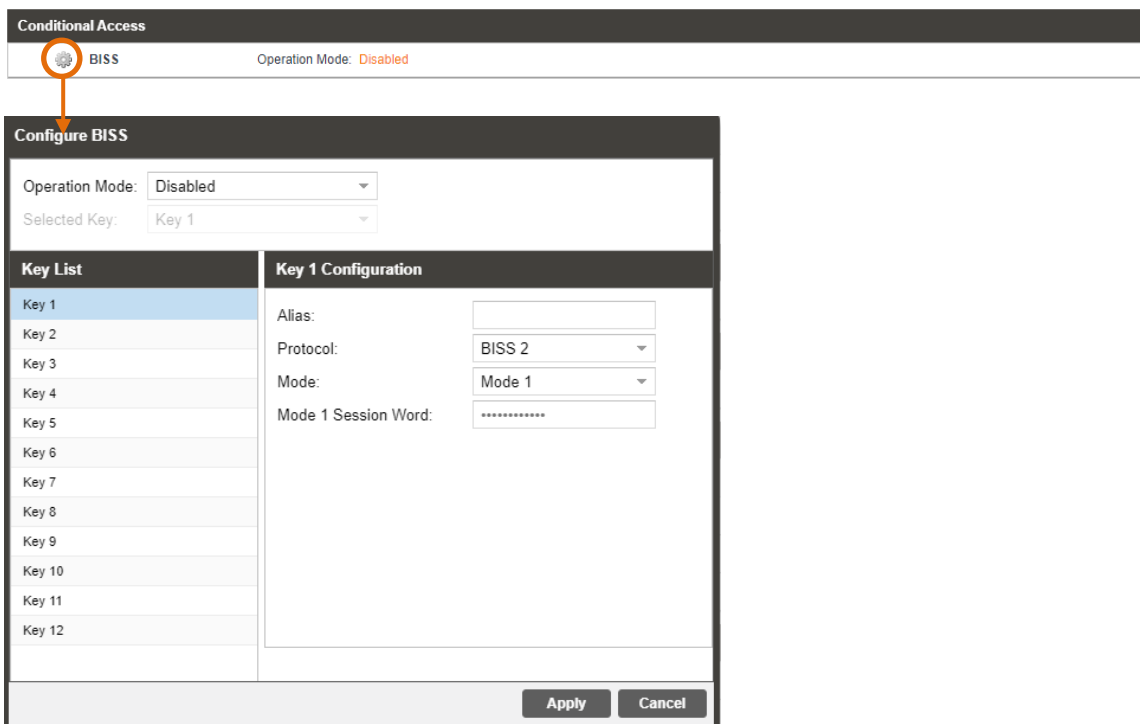 Conditional Access
BISS Operation Mode: Disabled
Configure BISS
Operation Mode: Disabled
Selected Key: Key 1
Key List
Key 1
Key 2
Key 3
Key 4
Key 5
Key 6
Key 7
Key 8
Key 9
Key 10
Key 11
Key 12
Key 1 Configuration
Alias:
Protocol: BISS 2
Mode: Mode 1
Mode 1 Session Word: ••••••••••••
Apply Cancel